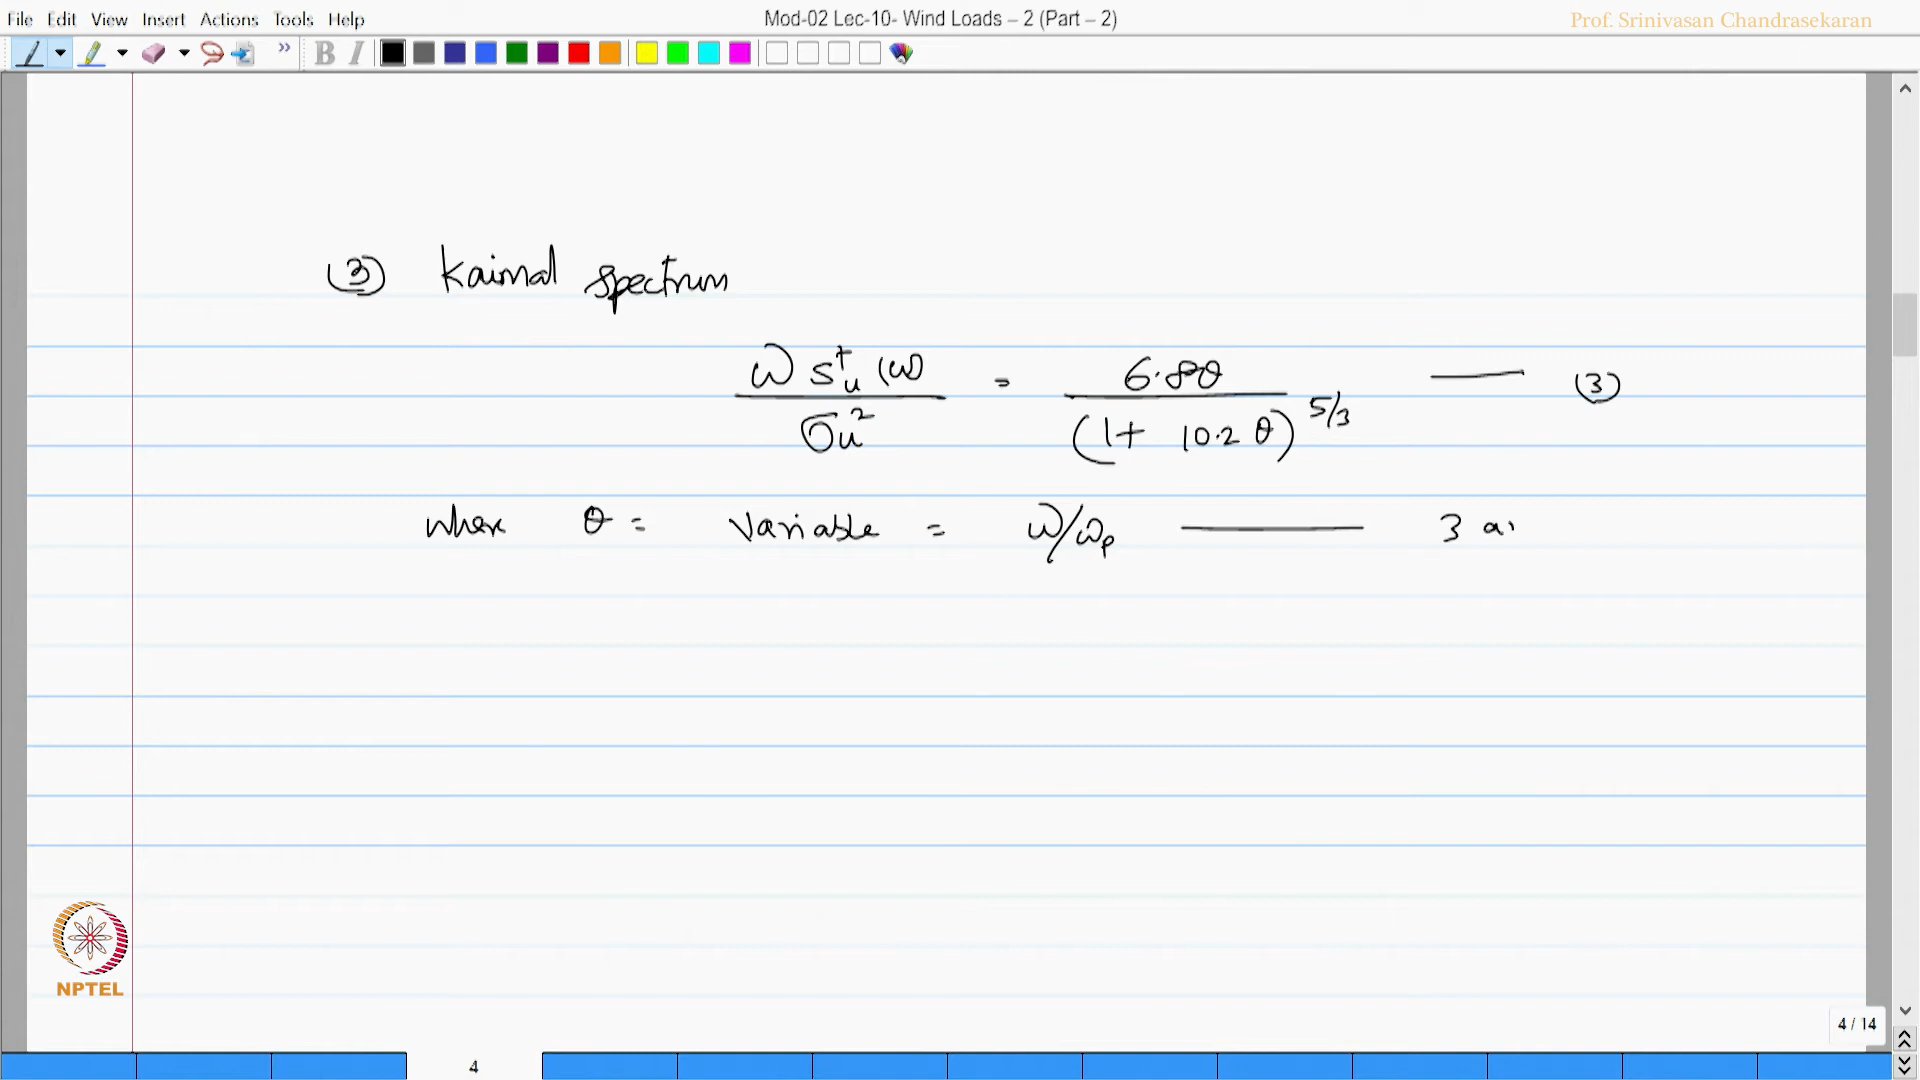 File Edit View Insert Actions Tools Help
Mod-02 Lec-10- Wind Loads – 2 (Part – 2)
Prof. Srinivasan Chandrasekaran
B I
(3) Kaimal spectrum
ω S⁺ᵤ (ω) / σᵤ² = 6.8θ / (1 + 10.2 θ)^5/3 — (3)
where θ = variable = ω/ωₚ — 3 a
NPTEL
4 / 14
4